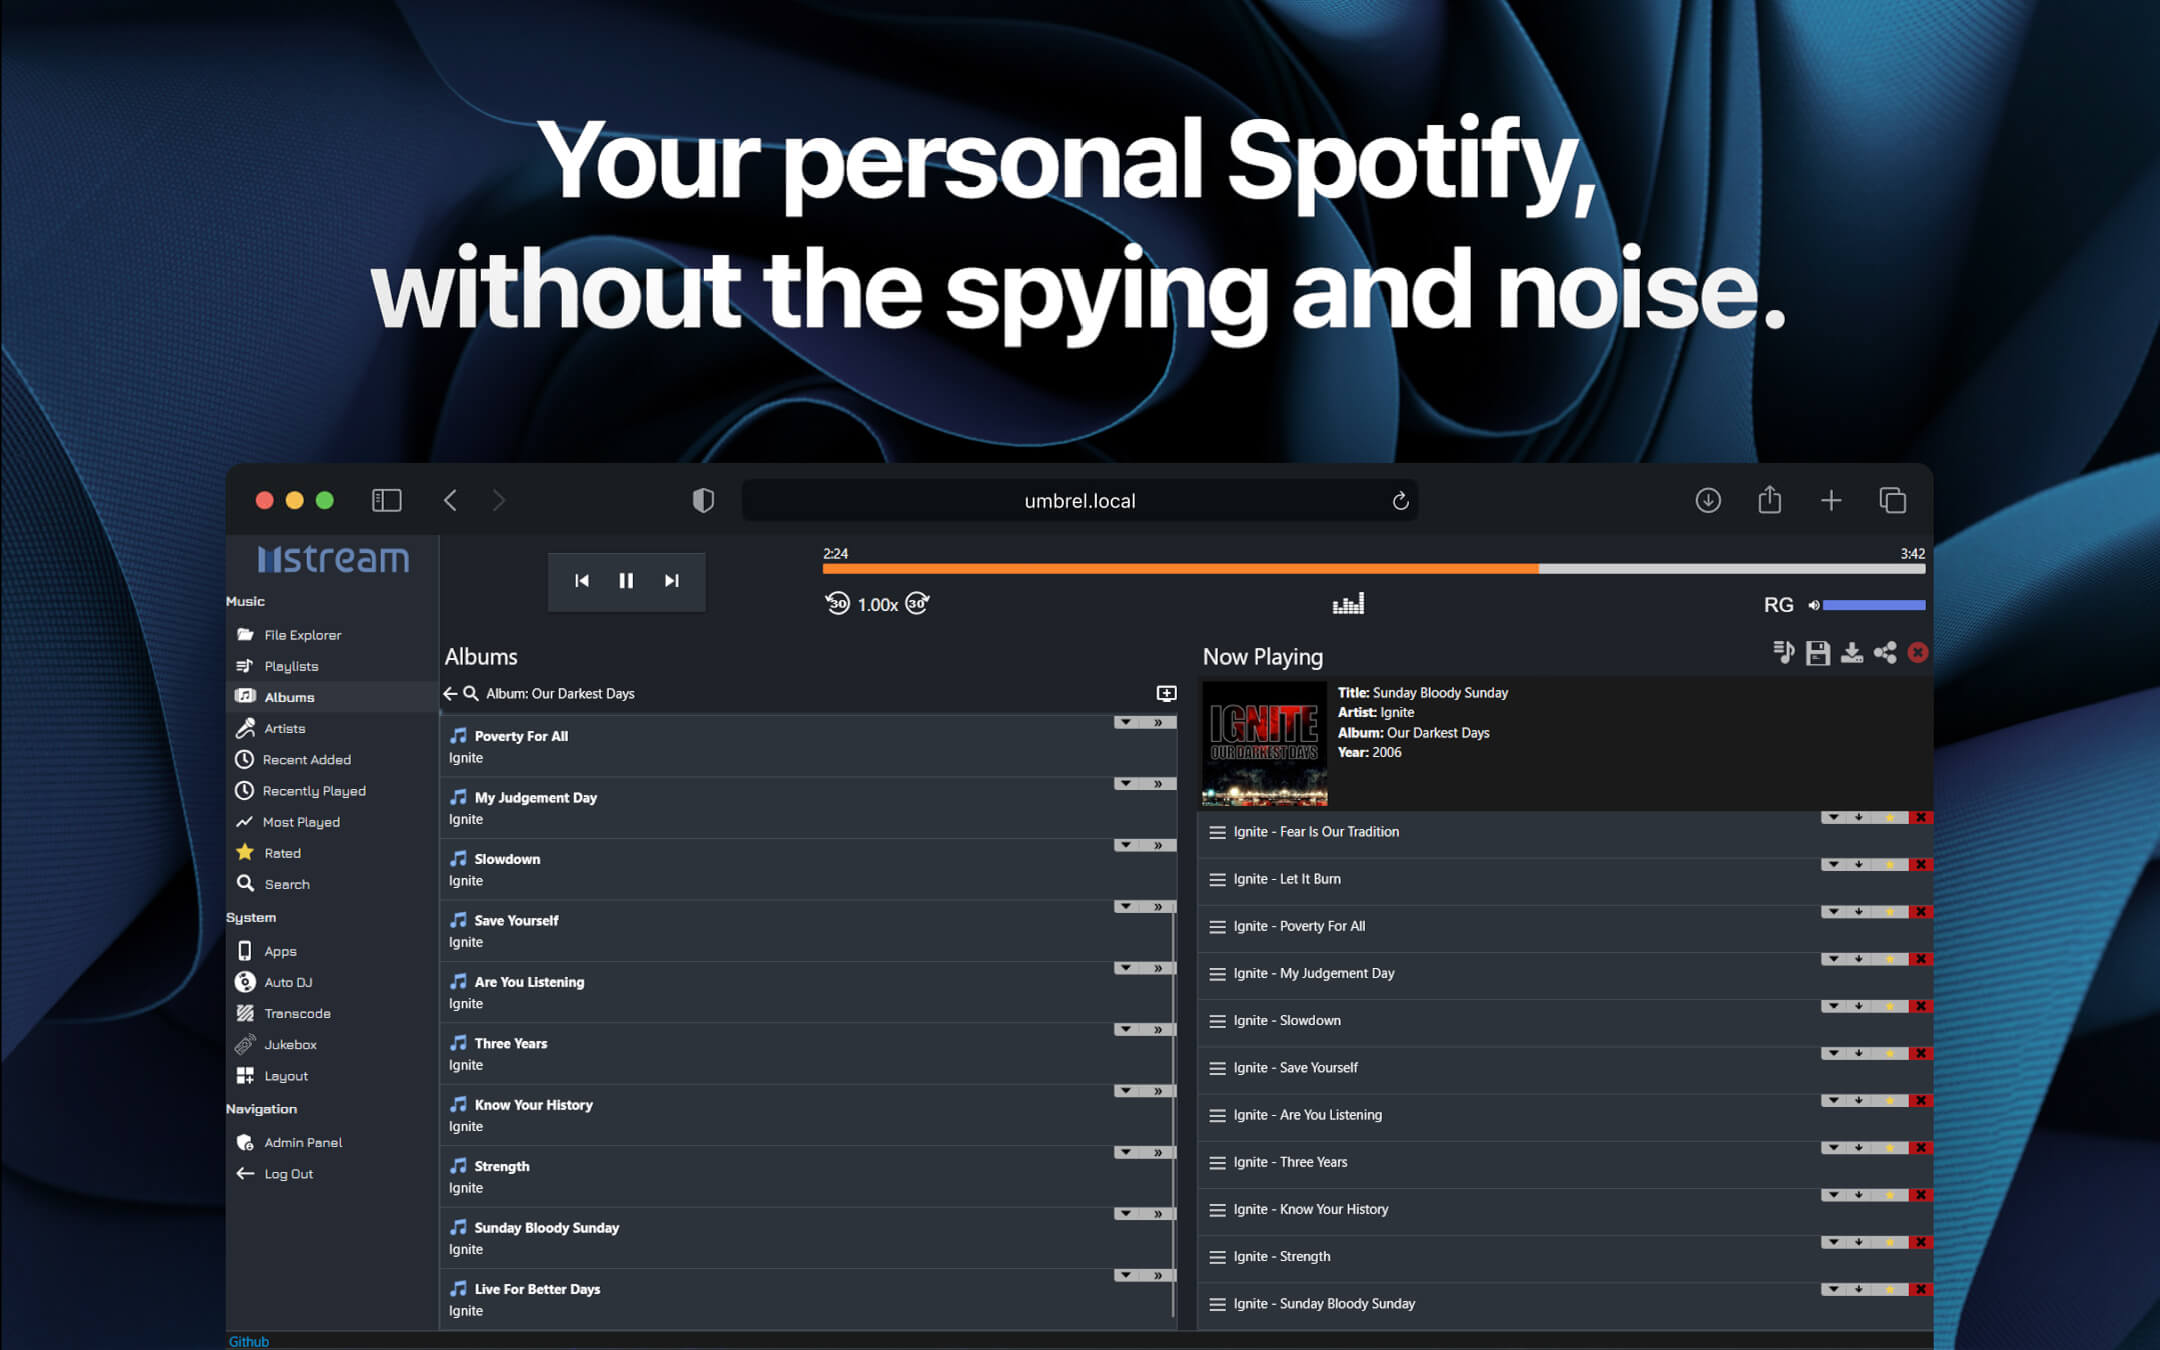 Your personal Spotify,
without the spying and noise.
umbrel.local
mstream
Music
File Explorer
Playlists
Albums
Artists
Recent Added
Recently Played
Most Played
Rated
Search
System
Apps
Auto DJ
Transcode
Jukebox
Layout
Navigation
Admin Panel
Log Out
Github
2:24
3:42
30 1.00x 30
RG
Albums
Album: Our Darkest Days
Poverty For All
Ignite
My Judgement Day
Ignite
Slowdown
Ignite
Save Yourself
Ignite
Are You Listening
Ignite
Three Years
Ignite
Know Your History
Ignite
Strength
Ignite
Sunday Bloody Sunday
Ignite
Live For Better Days
Ignite
Now Playing
IGNITE
OUR DARKEST DAYS
Title: Sunday Bloody Sunday
Artist: Ignite
Album: Our Darkest Days
Year: 2006
Ignite - Fear Is Our Tradition
Ignite - Let It Burn
Ignite - Poverty For All
Ignite - My Judgement Day
Ignite - Slowdown
Ignite - Save Yourself
Ignite - Are You Listening
Ignite - Three Years
Ignite - Know Your History
Ignite - Strength
Ignite - Sunday Bloody Sunday